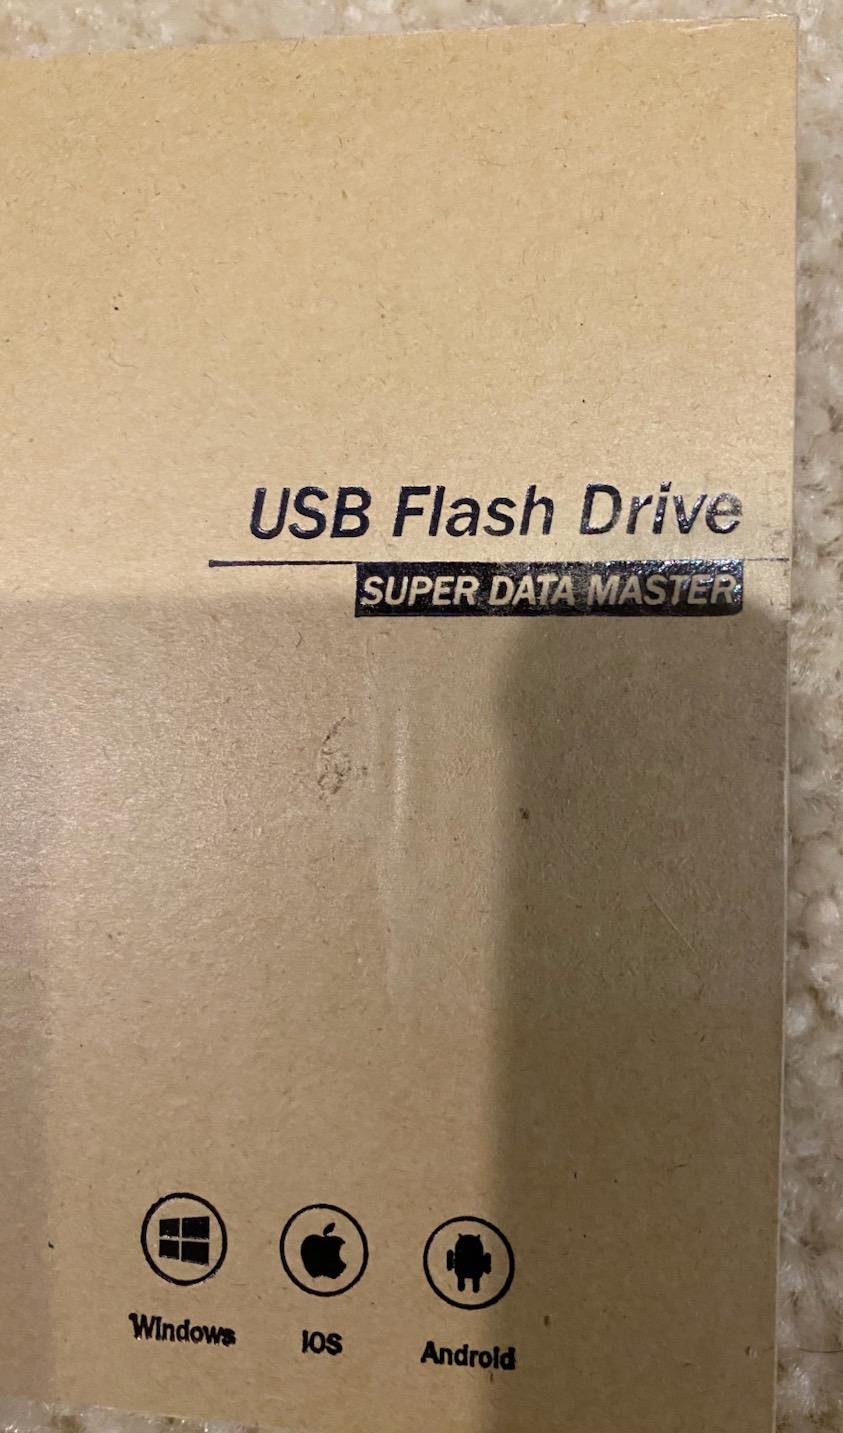 USB Flash Drive
SUPER DATA MASTER
Windows IOS Android